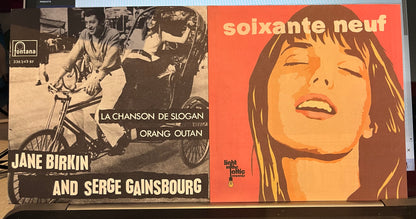 fontana
LA CHANSON DE SLOGAN
ORANG OUTAN
JANE BIRKIN
AND SERGE GAINSBOURG
soixante neuf
light
in the
attic